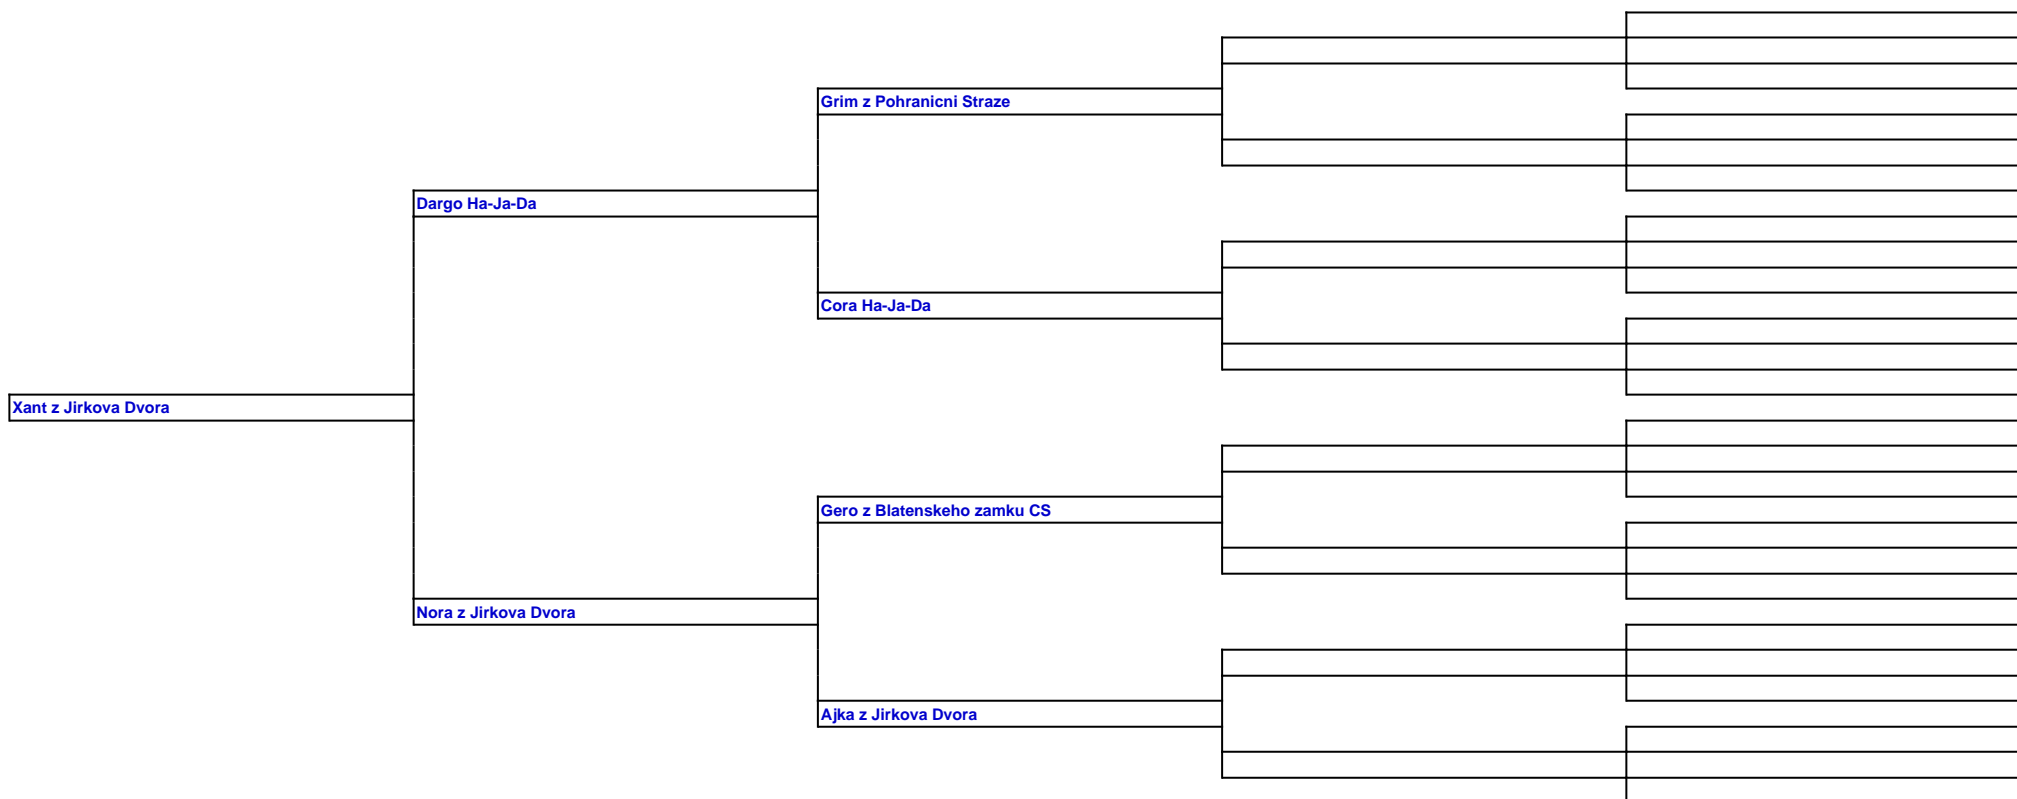 Grim z Pohranicni Straze
Dargo Ha-Ja-Da
Cora Ha-Ja-Da
Xant z Jirkova Dvora
Gero z Blatenskeho zamku CS
Nora z Jirkova Dvora
Ajka z Jirkova Dvora